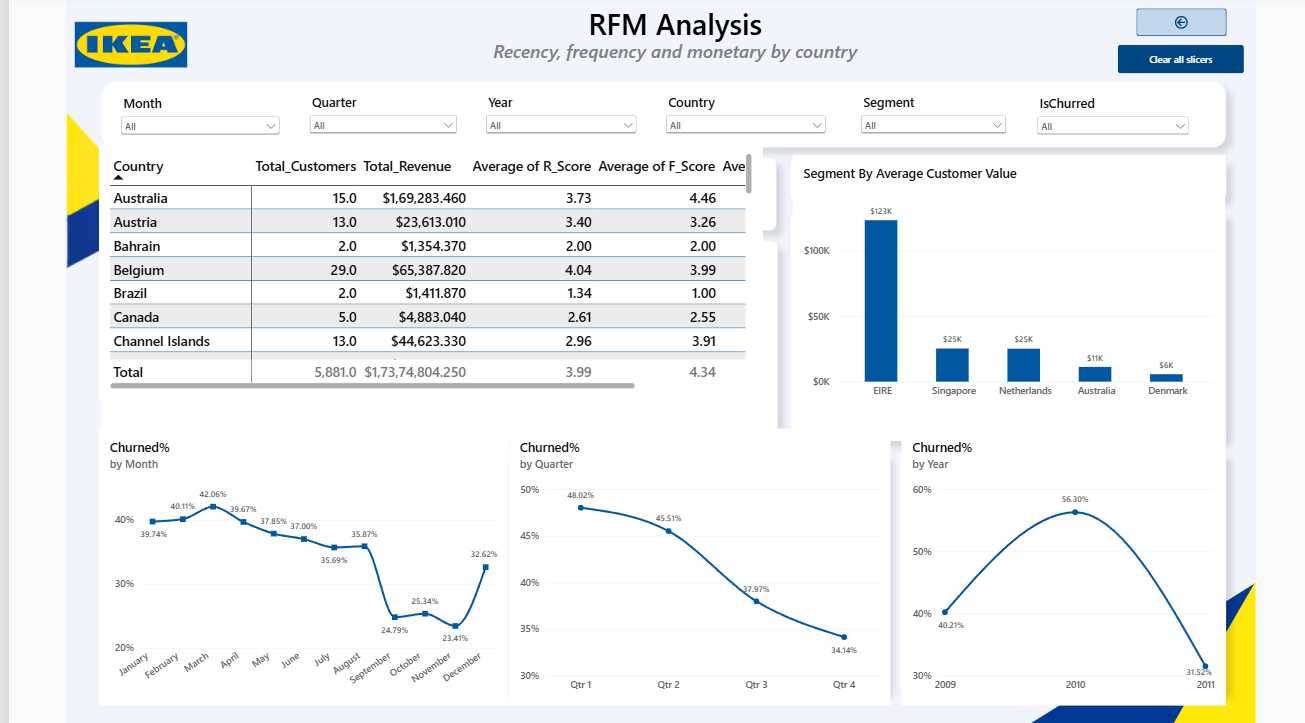 IKEA
RFM Analysis
Recency, frequency and monetary by country
Clear all slicers
Month Quarter Year Country Segment IsChurred
All All All All All All
Country Total_Customers Total_Revenue Average of R_Score Average of F_Score Ave
Australia 15.0 $1,69,283.460 3.73 4.46
Austria 13.0 $23,613.010 3.40 3.26
Bahrain 2.0 $1,354.370 2.00 2.00
Belgium 29.0 $65,387.820 4.04 3.99
Brazil 2.0 $1,411.870 1.34 1.00
Canada 5.0 $4,883.040 2.61 2.55
Channel Islands 13.0 $44,623.330 2.96 3.91
Total 5,881.0 $1,73,74,804.250 3.99 4.34
Segment By Average Customer Value
$123K
$100K
$50K
$25K $25K
$11K
$6K
$0K
EIRE Singapore Netherlands Australia Denmark
Churned%
by Month
42.06%
40.11% 39.67%
40%
39.74%
37.85% 37.00%
35.69%
35.87%
32.62%
30%
25.34%
24.79%
23.41%
20%
January February March April May June July August September October November December
Churned%
by Quarter
50%
48.02%
45.51%
45%
40%
37.97%
35%
34.14%
30%
Qtr 1 Qtr 2 Qtr 3 Qtr 4
Churned%
by Year
60%
56.30%
50%
40%
40.21%
31.52%
30%
2009 2010 2011